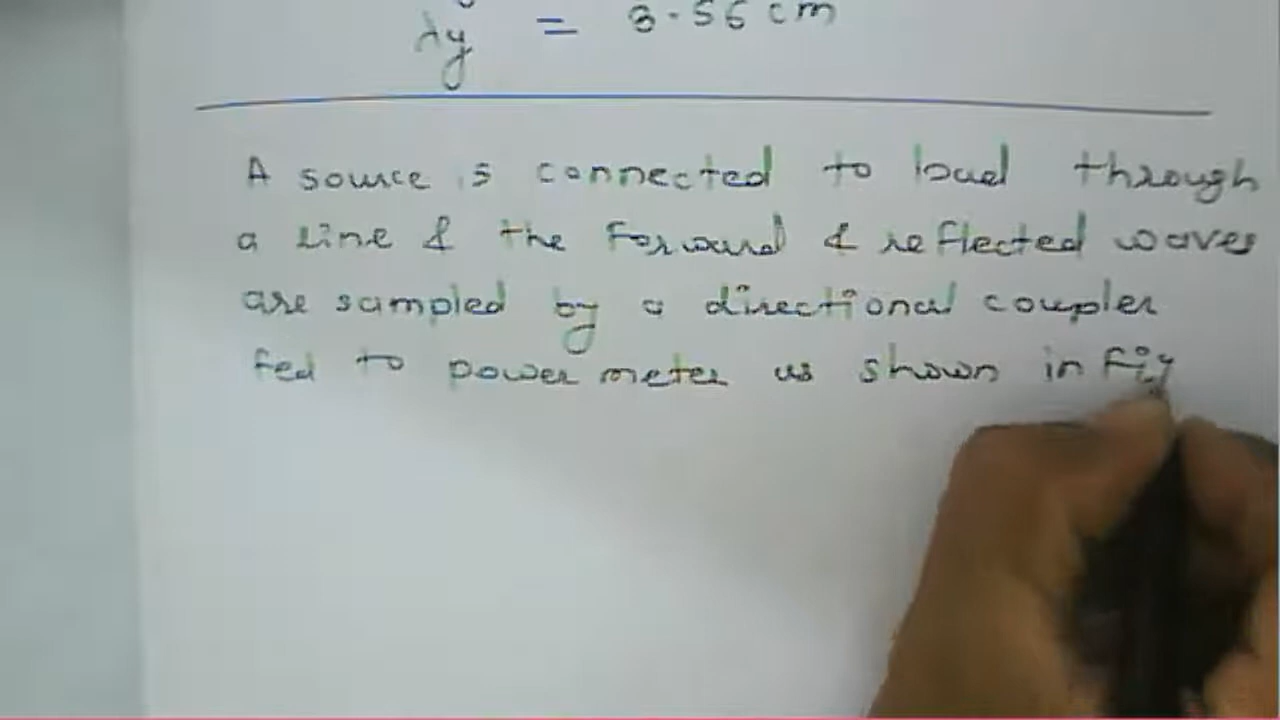 λy = 3.56 cm
A source is connected to load through
a line & the Forward & reflected waves
are sampled by a directional coupler
fed to power meter as shown in Fig